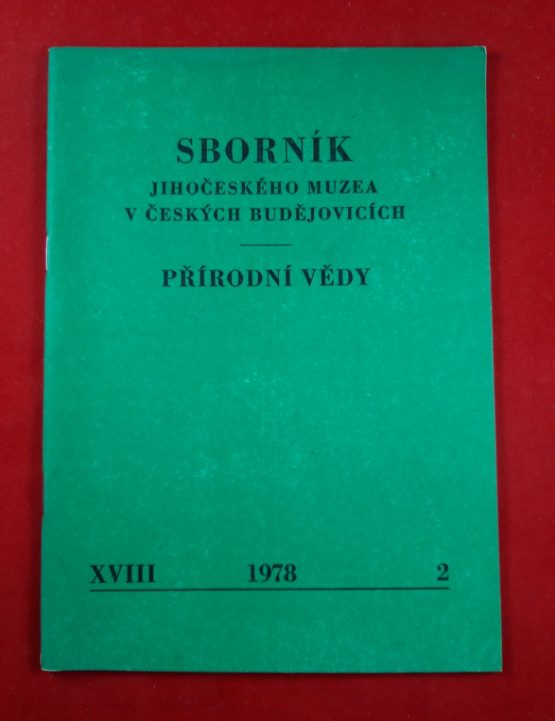 SBORNÍK
JIHOČESKÉHO MUZEA
V ČESKÝCH BUDĚJOVICÍCH
PŘÍRODNÍ VĚDY
XVIII 1978 2